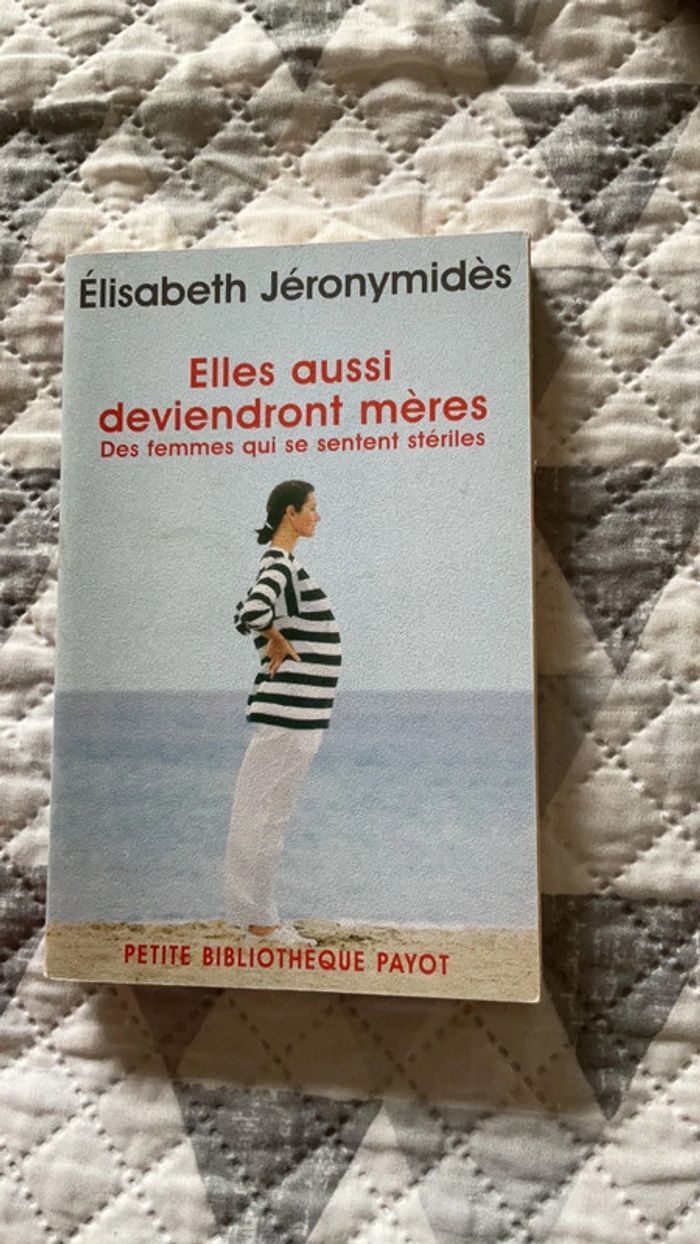 Élisabeth Jéronymidès
Elles aussi
deviendront mères
Des femmes qui se sentent stériles
PETITE BIBLIOTHÈQUE PAYOT